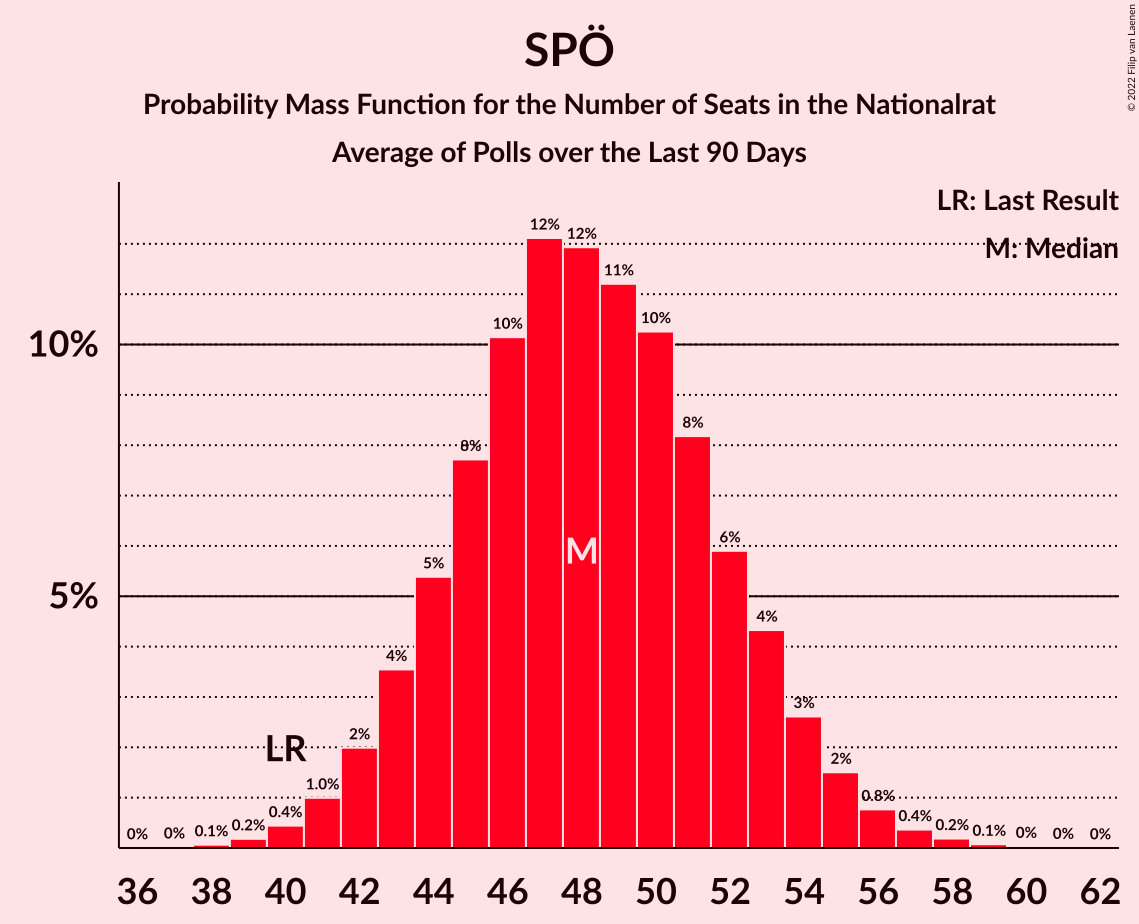 SPÖ
Probability Mass Function for the Number of Seats in the Nationalrat
Average of Polls over the Last 90 Days
© 2022 Filip van Laenen
LR: Last Result
M: Median
10%
5%
0% 0% 0.1% 0.2% 0.4% 1.0% 2% 4% 5% 8% 10% 12% 12% 11% 10% 8% 6% 4% 3% 2% 0.8% 0.4% 0.2% 0.1% 0% 0% 0%
LR
M
36 38 40 42 44 46 48 50 52 54 56 58 60 62